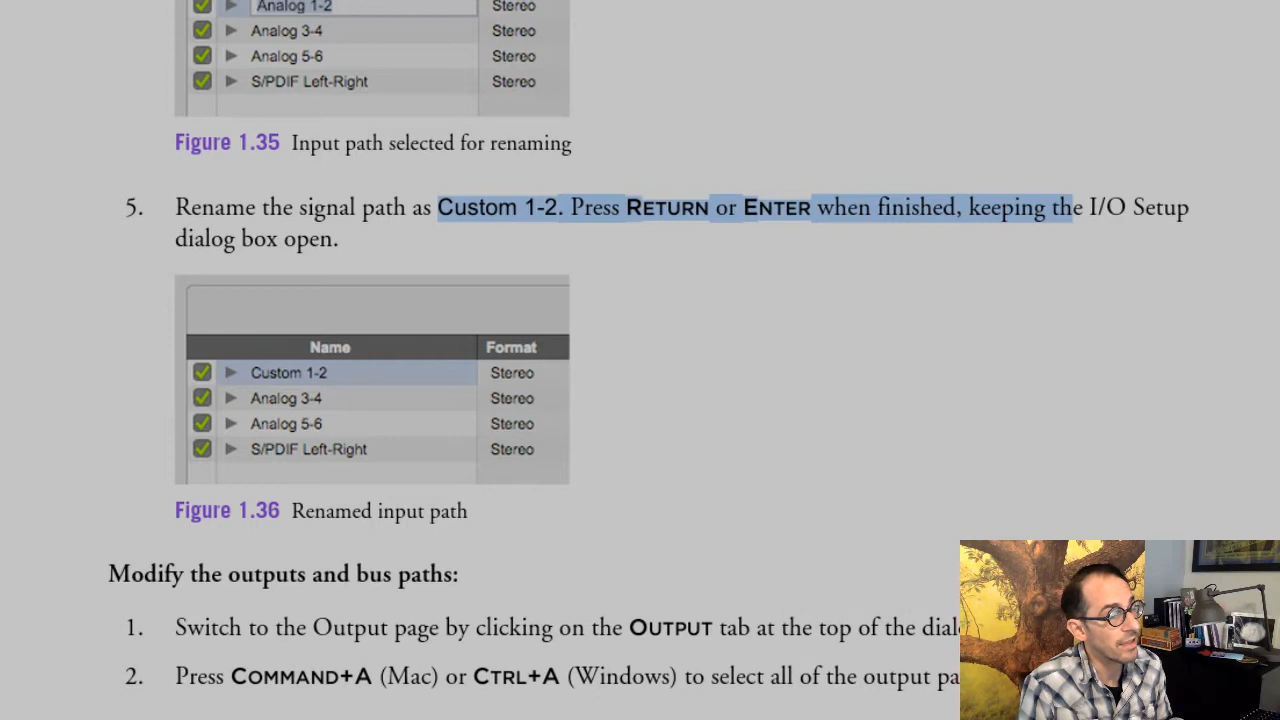 Analog 1-2 Stereo
Analog 3-4 Stereo
Analog 5-6 Stereo
S/PDIF Left-Right Stereo
Figure 1.35 Input path selected for renaming
5. Rename the signal path as Custom 1-2. Press RETURN or ENTER when finished, keeping the I/O Setup
dialog box open.
Name Format
Custom 1-2 Stereo
Analog 3-4 Stereo
Analog 5-6 Stereo
S/PDIF Left-Right Stereo
Figure 1.36 Renamed input path
Modify the outputs and bus paths:
1. Switch to the Output page by clicking on the OUTPUT tab at the top of the
2. Press COMMAND+A (Mac) or CTRL+A (Windows) to select all of the output